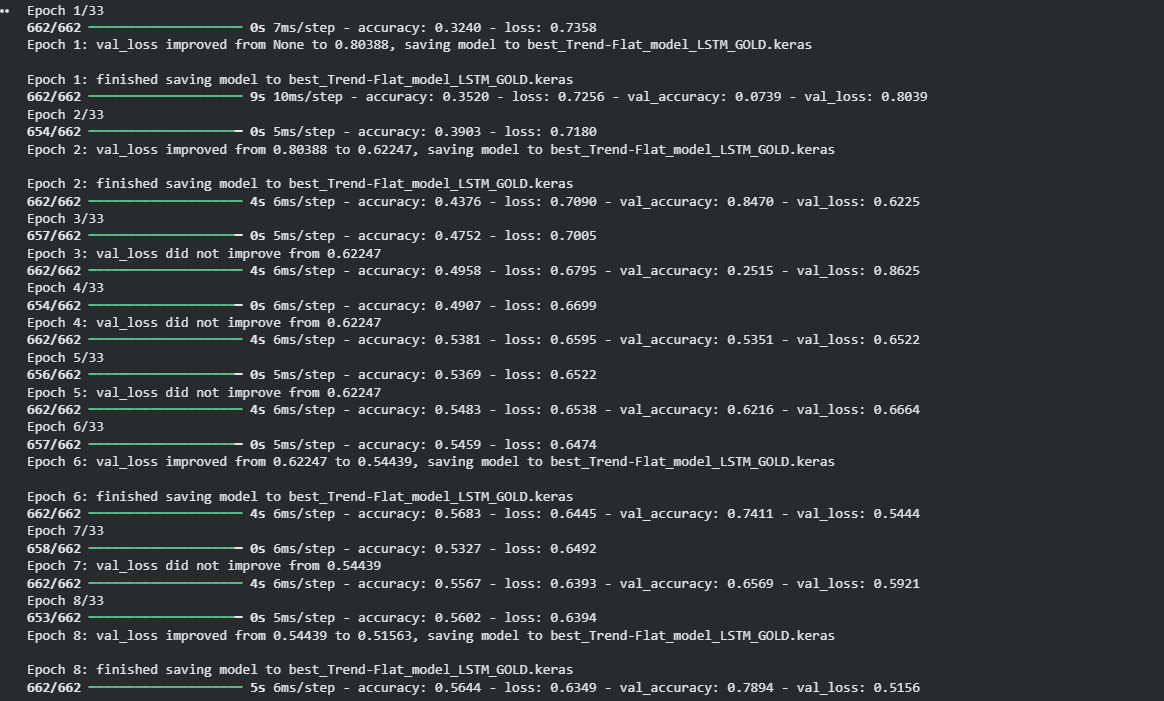 Epoch 1/33
662/662 ━━━━━━━━━━━━━━━━━━━━ 0s 7ms/step - accuracy: 0.3240 - loss: 0.7358
Epoch 1: val_loss improved from None to 0.80388, saving model to best_Trend-Flat_model_LSTM_GOLD.keras
Epoch 1: finished saving model to best_Trend-Flat_model_LSTM_GOLD.keras
662/662 ━━━━━━━━━━━━━━━━━━━━ 9s 10ms/step - accuracy: 0.3520 - loss: 0.7256 - val_accuracy: 0.0739 - val_loss: 0.8039
Epoch 2/33
654/662 ━━━━━━━━━━━━━━━━━━━━ 0s 5ms/step - accuracy: 0.3903 - loss: 0.7180
Epoch 2: val_loss improved from 0.80388 to 0.62247, saving model to best_Trend-Flat_model_LSTM_GOLD.keras
Epoch 2: finished saving model to best_Trend-Flat_model_LSTM_GOLD.keras
662/662 ━━━━━━━━━━━━━━━━━━━━ 4s 6ms/step - accuracy: 0.4376 - loss: 0.7090 - val_accuracy: 0.8470 - val_loss: 0.6225
Epoch 3/33
657/662 ━━━━━━━━━━━━━━━━━━━━ 0s 5ms/step - accuracy: 0.4752 - loss: 0.7005
Epoch 3: val_loss did not improve from 0.62247
662/662 ━━━━━━━━━━━━━━━━━━━━ 4s 6ms/step - accuracy: 0.4958 - loss: 0.6795 - val_accuracy: 0.2515 - val_loss: 0.8625
Epoch 4/33
654/662 ━━━━━━━━━━━━━━━━━━━━ 0s 6ms/step - accuracy: 0.4907 - loss: 0.6699
Epoch 4: val_loss did not improve from 0.62247
662/662 ━━━━━━━━━━━━━━━━━━━━ 4s 6ms/step - accuracy: 0.5381 - loss: 0.6595 - val_accuracy: 0.5351 - val_loss: 0.6522
Epoch 5/33
656/662 ━━━━━━━━━━━━━━━━━━━━ 0s 5ms/step - accuracy: 0.5369 - loss: 0.6522
Epoch 5: val_loss did not improve from 0.62247
662/662 ━━━━━━━━━━━━━━━━━━━━ 4s 6ms/step - accuracy: 0.5483 - loss: 0.6538 - val_accuracy: 0.6216 - val_loss: 0.6664
Epoch 6/33
657/662 ━━━━━━━━━━━━━━━━━━━━ 0s 5ms/step - accuracy: 0.5459 - loss: 0.6474
Epoch 6: val_loss improved from 0.62247 to 0.54439, saving model to best_Trend-Flat_model_LSTM_GOLD.keras
Epoch 6: finished saving model to best_Trend-Flat_model_LSTM_GOLD.keras
662/662 ━━━━━━━━━━━━━━━━━━━━ 4s 6ms/step - accuracy: 0.5683 - loss: 0.6445 - val_accuracy: 0.7411 - val_loss: 0.5444
Epoch 7/33
658/662 ━━━━━━━━━━━━━━━━━━━━ 0s 6ms/step - accuracy: 0.5327 - loss: 0.6492
Epoch 7: val_loss did not improve from 0.54439
662/662 ━━━━━━━━━━━━━━━━━━━━ 4s 6ms/step - accuracy: 0.5567 - loss: 0.6393 - val_accuracy: 0.6569 - val_loss: 0.5921
Epoch 8/33
653/662 ━━━━━━━━━━━━━━━━━━━━ 0s 5ms/step - accuracy: 0.5602 - loss: 0.6394
Epoch 8: val_loss improved from 0.54439 to 0.51563, saving model to best_Trend-Flat_model_LSTM_GOLD.keras
Epoch 8: finished saving model to best_Trend-Flat_model_LSTM_GOLD.keras
662/662 ━━━━━━━━━━━━━━━━━━━━ 5s 6ms/step - accuracy: 0.5644 - loss: 0.6349 - val_accuracy: 0.7894 - val_loss: 0.5156